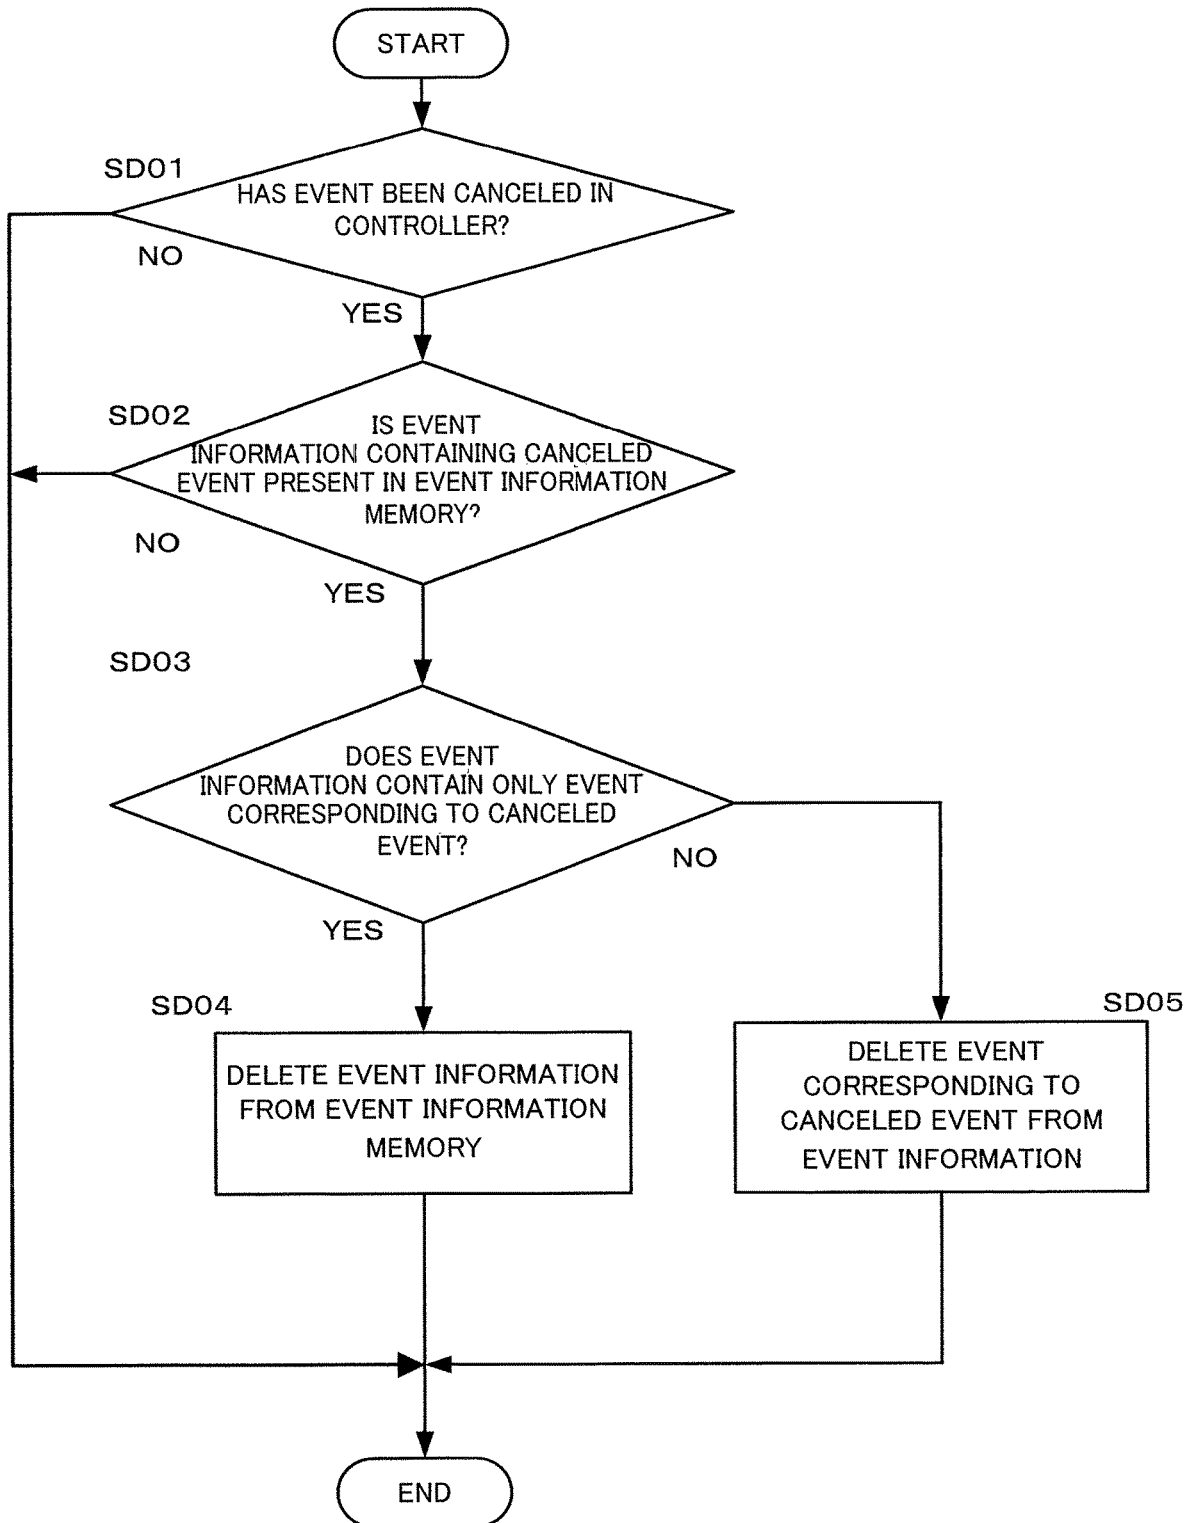 START
SD01
HAS EVENT BEEN CANCELED IN
CONTROLLER?
NO
YES
SD02
IS EVENT
INFORMATION CONTAINING CANCELED
EVENT PRESENT IN EVENT INFORMATION
MEMORY?
NO
YES
SD03
DOES EVENT
INFORMATION CONTAIN ONLY EVENT
CORRESPONDING TO CANCELED
EVENT?
NO
YES
SD04
DELETE EVENT INFORMATION
FROM EVENT INFORMATION
MEMORY
SD05
DELETE EVENT
CORRESPONDING TO
CANCELED EVENT FROM
EVENT INFORMATION
END